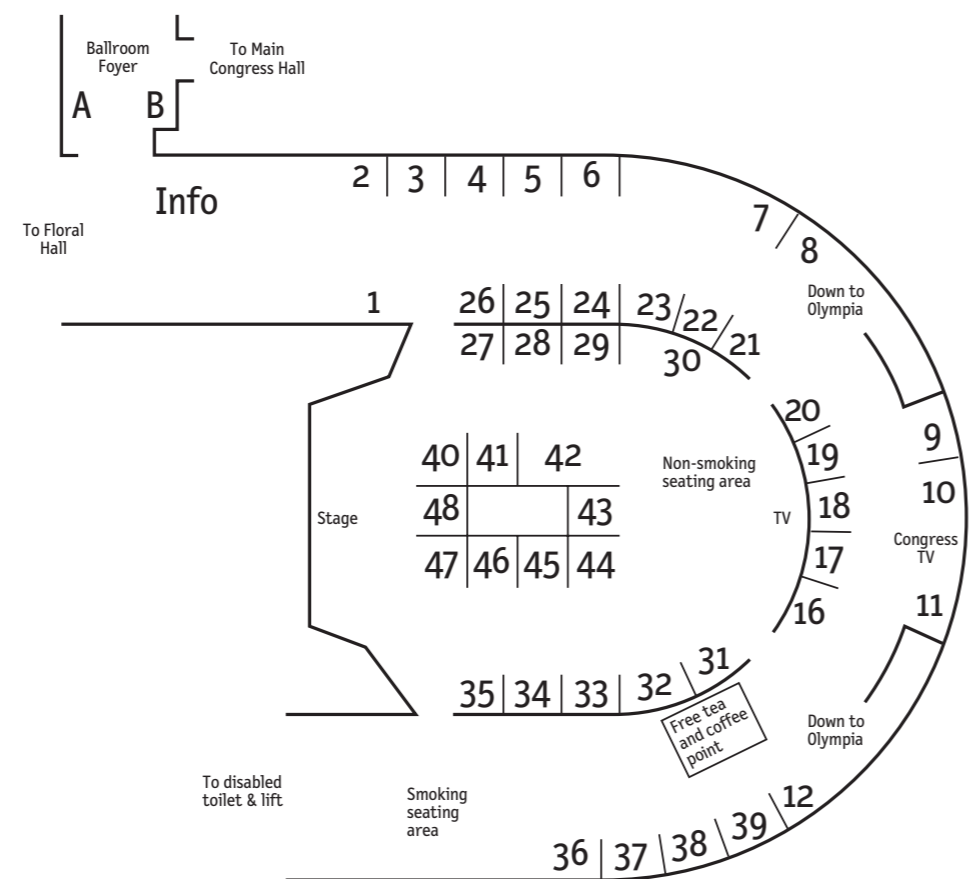 Ballroom
Foyer
To Main
Congress Hall
A B
Info
To Floral
Hall
2 3 4 5 6
7
8
Down to
Olympia
1
26 25 24 23 22 21
27 28 29 30
20
19
18
17
16
9
10
Congress
TV
11
40 41 42
48 43
47 46 45 44
Non-smoking
seating area
Stage
TV
35 34 33 32 31
Free tea
and coffee
point
Down to
Olympia
To disabled
toilet & lift
Smoking
seating
area
36 37 38 39 12